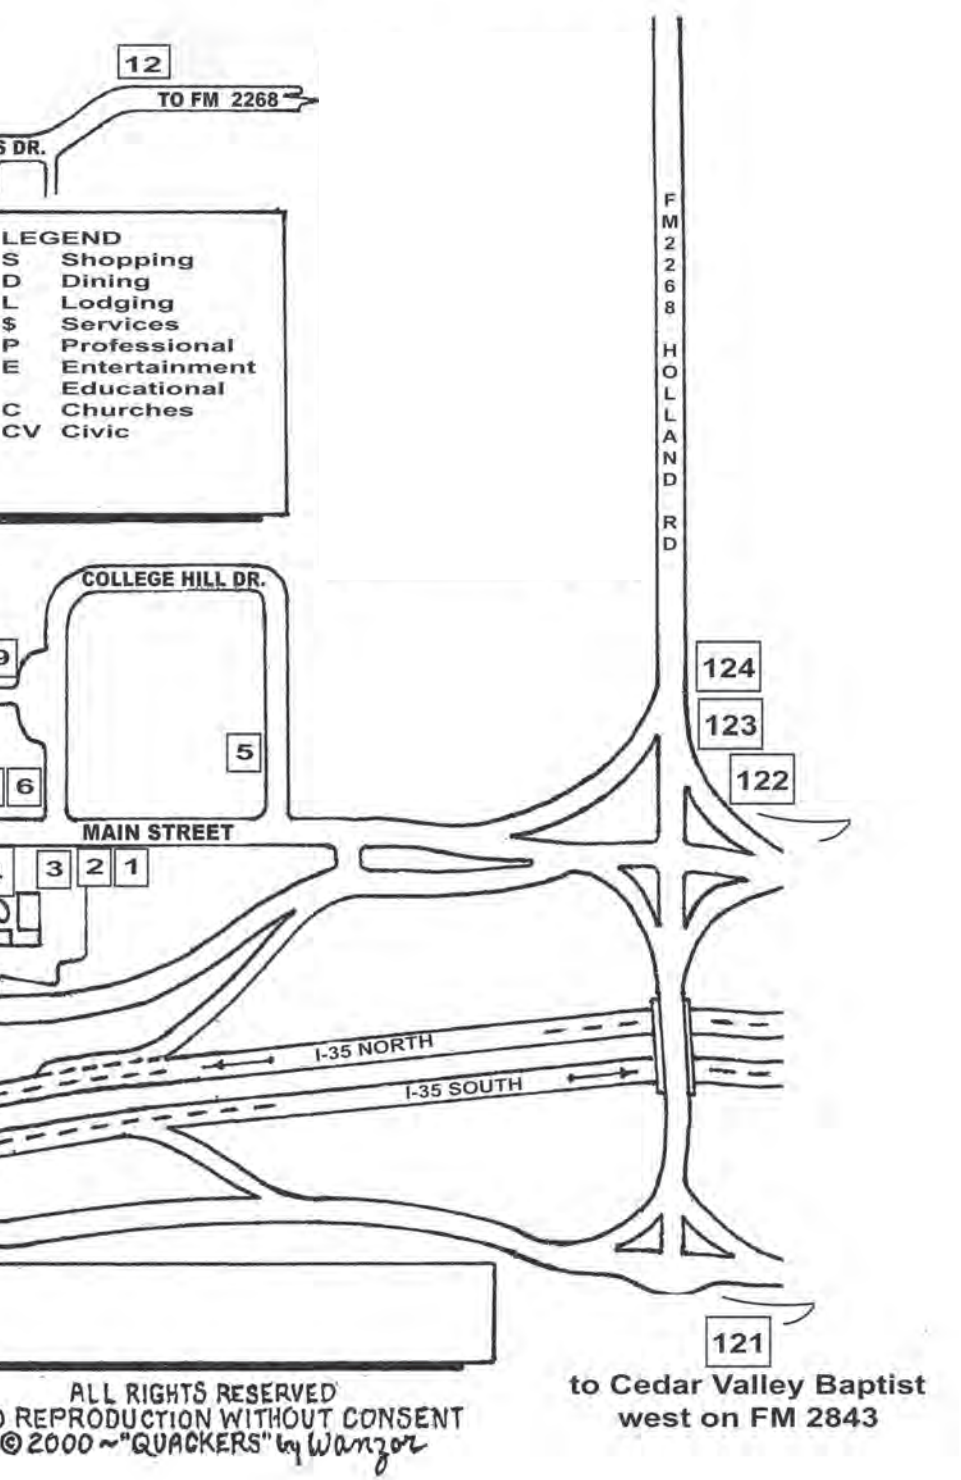 12
TO FM 2268
S DR.
LEGEND
S Shopping
D Dining
L Lodging
$ Services
P Professional
E Entertainment
Educational
C Churches
CV Civic
FM2268 HOLLAND RD
COLLEGE HILL DR.
9
124
123
5
122
6
MAIN STREET
3
2
1
I-35 NORTH
I-35 SOUTH
121
to Cedar Valley Baptist
west on FM 2843
ALL RIGHTS RESERVED
O REPRODUCTION WITHOUT CONSENT
© 2000 ~ "QUACKERS" by Wanzor